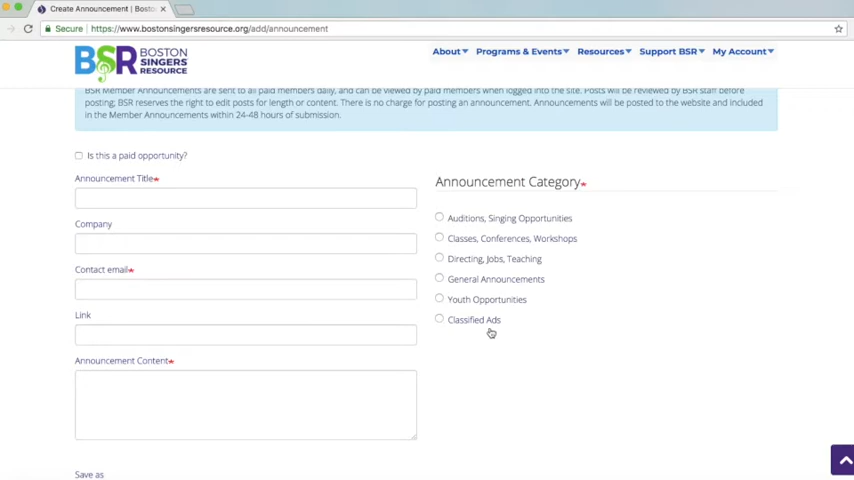 Create Announcement | Bosto
Secure
https://www.bostonsingersresource.org/add/announcement
BSR BOSTON
SINGERS
RESOURCE
About Programs & Events Resources Support BSR My Account
BSR Member Announcements are sent to all paid members daily, and can be viewed by paid members when logged into the site. Posts will be reviewed by BSR staff before
posting; BSR reserves the right to edit posts for length or content. There is no charge for posting an announcement. Announcements will be posted to the website and included
in the Member Announcements within 24-48 hours of submission.
Is this a paid opportunity?
Announcement Title*
Company
Contact email*
Link
Announcement Content*
Save as
Announcement Category*
Auditions, Singing Opportunities
Classes, Conferences, Workshops
Directing, Jobs, Teaching
General Announcements
Youth Opportunities
Classified Ads